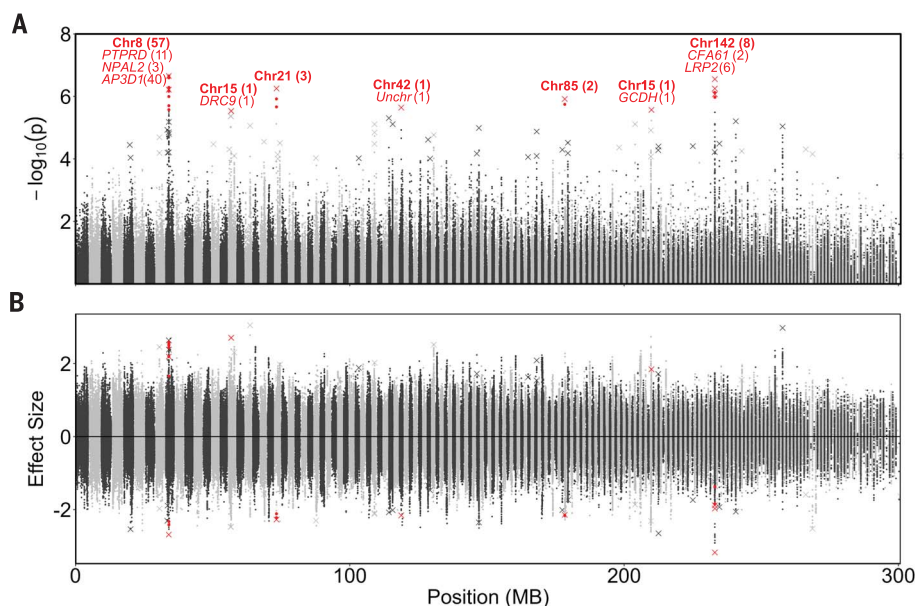 A
8
6
4
2
− log10(p)
Chr8 (57)
PTPRD (11)
NPAL2 (3)
AP3D1(40)
Chr15 (1)
DRC9 (1)
Chr21 (3)
Chr42 (1)
Unchr (1)
Chr85 (2)
Chr15 (1)
GCDH (1)
Chr142 (8)
CFA61 (2)
LRP2 (6)
B
2
0
-2
Effect Size
0 100 200 300
Position (MB)